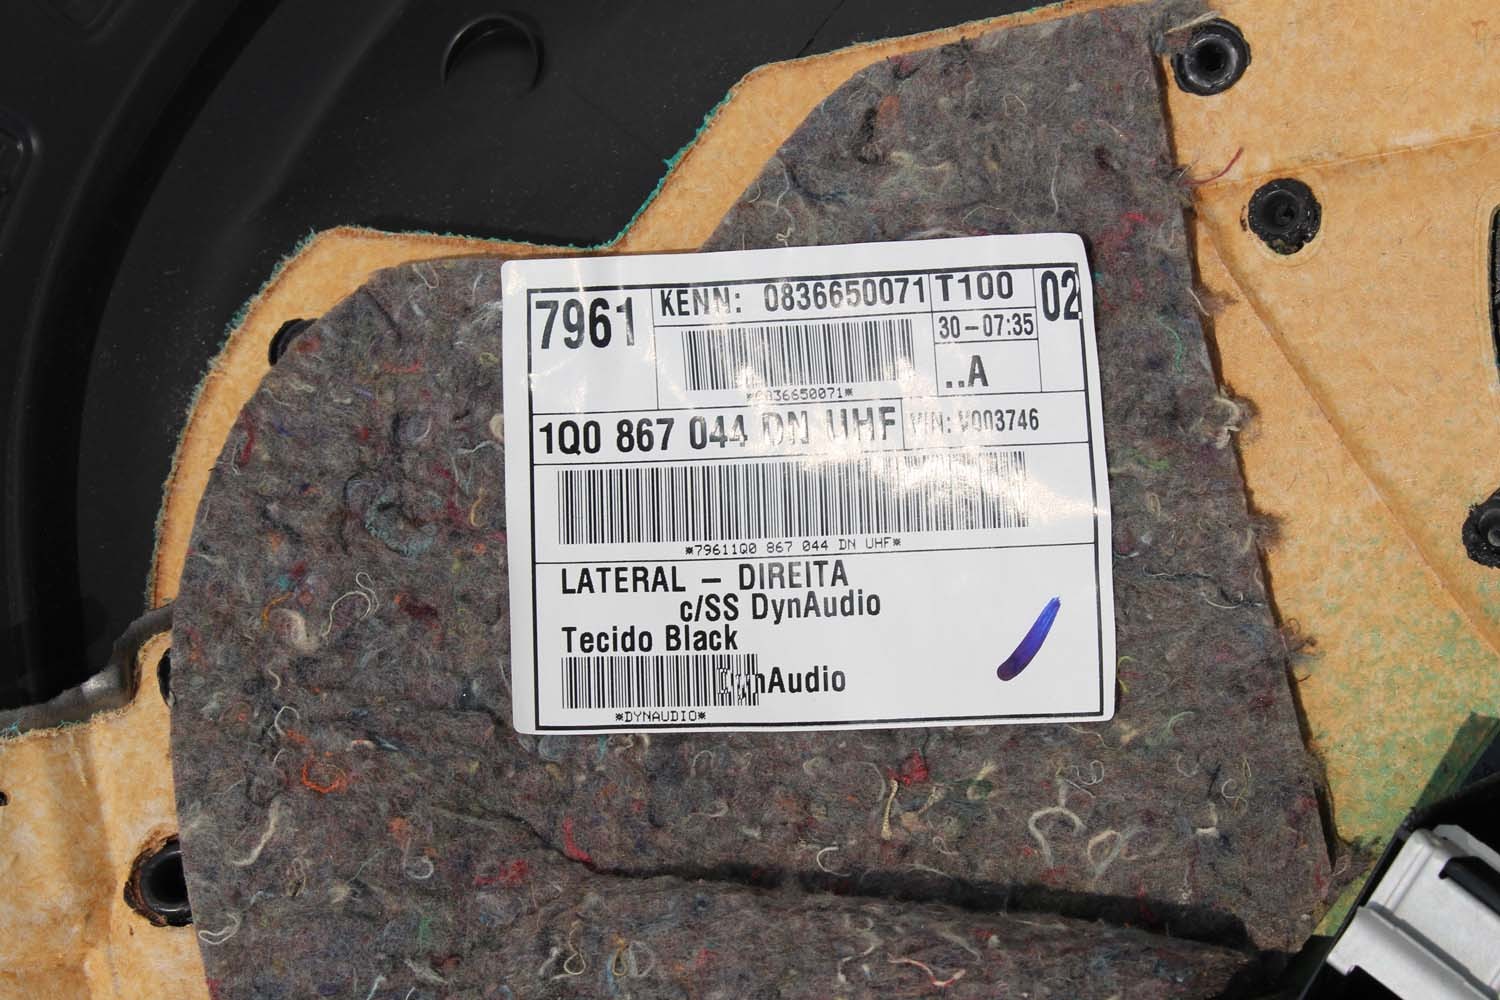 7961
KENN: 0836650071
T100
02
30-07:35
*0836650071*
..A
1Q0 867 044 DN UHF
VIN: V003746
*79611Q0 867 044 DN UHF*
LATERAL - DIREITA
c/SS DynAudio
Tecido Black
DynAudio
*DYNAUDIO*